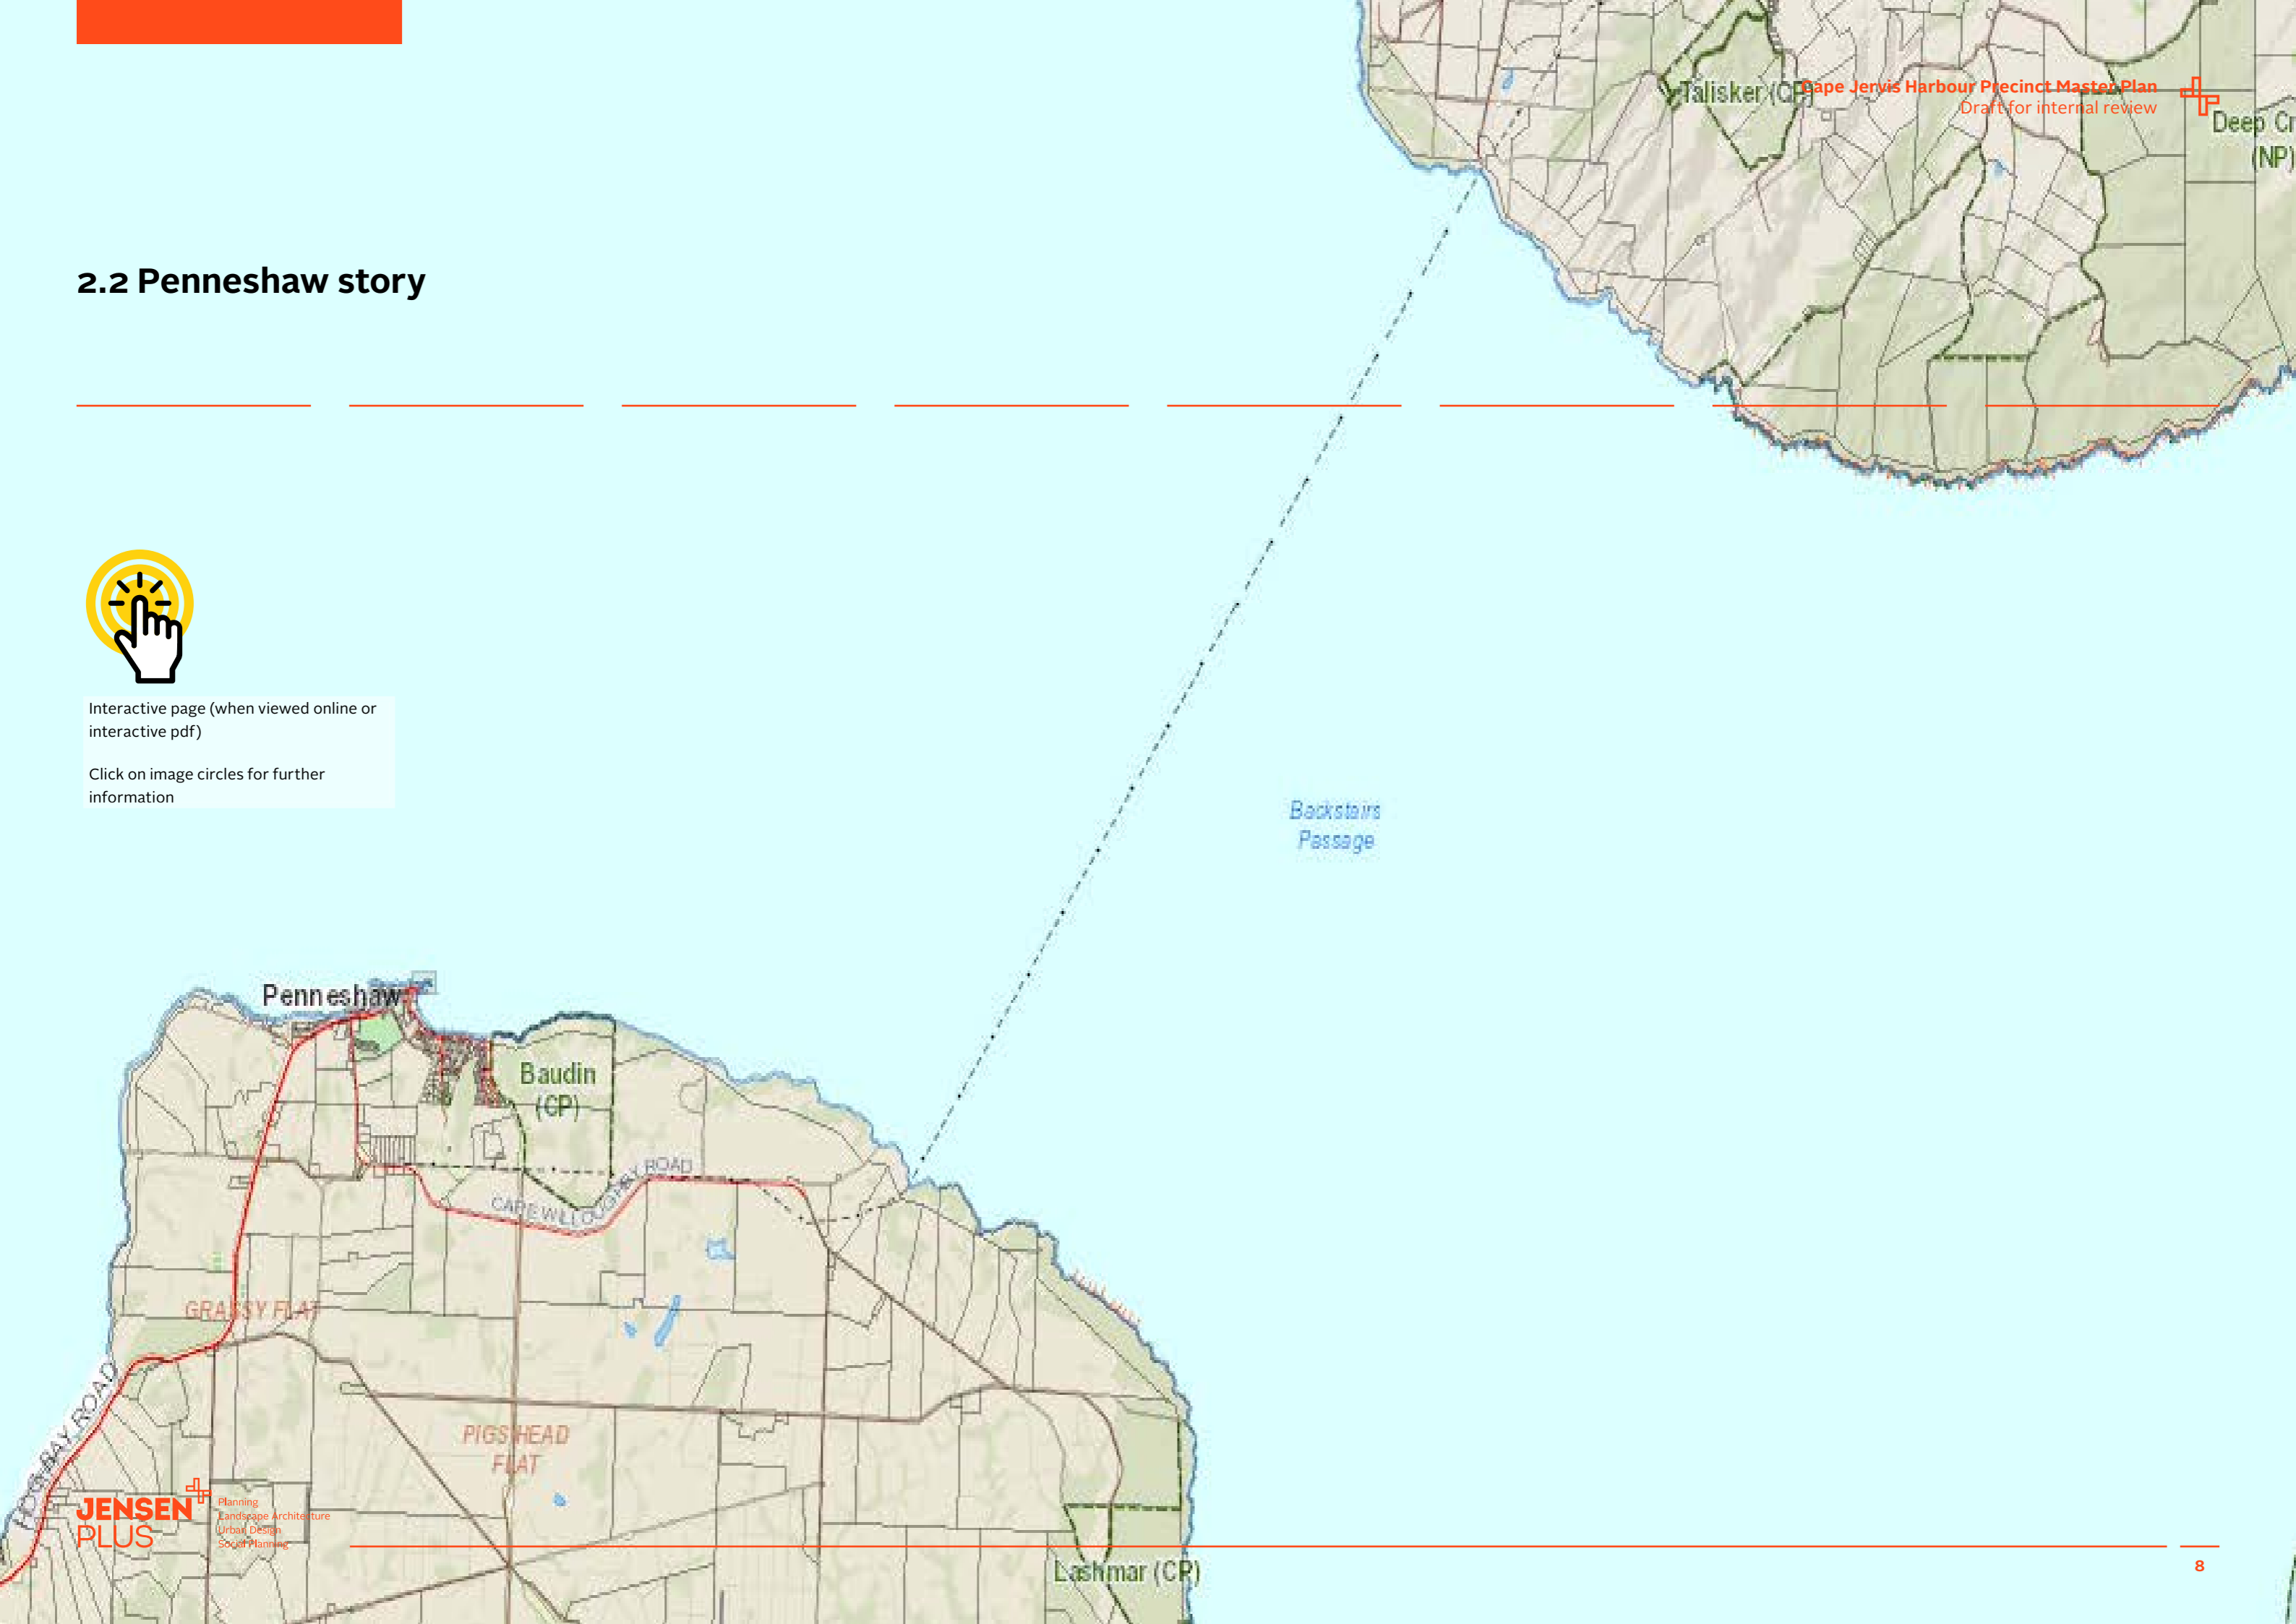 Cape Jervis Harbour Precinct Master Plan
Draft for internal review
Talisker (CP)
Deep Cr
(NP)
2.2 Penneshaw story
Interactive page (when viewed online or
interactive pdf)
Click on image circles for further
information
Backstairs
Passage
Penneshaw
Baudin
(CP)
CAPE WILLOUGHBY ROAD
GRASSY FLAT
HOG BAY ROAD
PIGS HEAD
FLAT
JENSEN
PLUS
Planning
Landscape Architecture
Urban Design
Social Planning
Lashmar (CP)
8